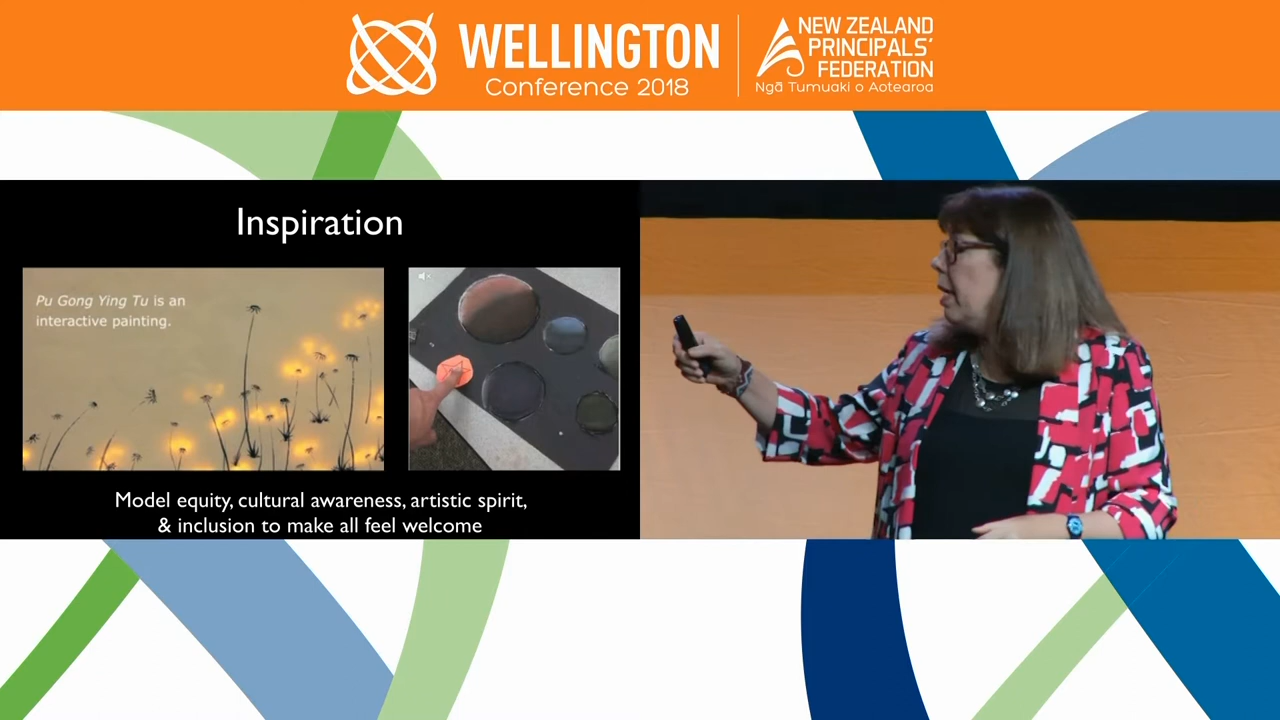 WELLINGTON
Conference 2018
NEW ZEALAND
PRINCIPALS'
FEDERATION
Ngā Tumuaki o Aotearoa
Inspiration
Pu Gong Ying Tu is an
interactive painting.
Model equity, cultural awareness, artistic spirit,
& inclusion to make all feel welcome